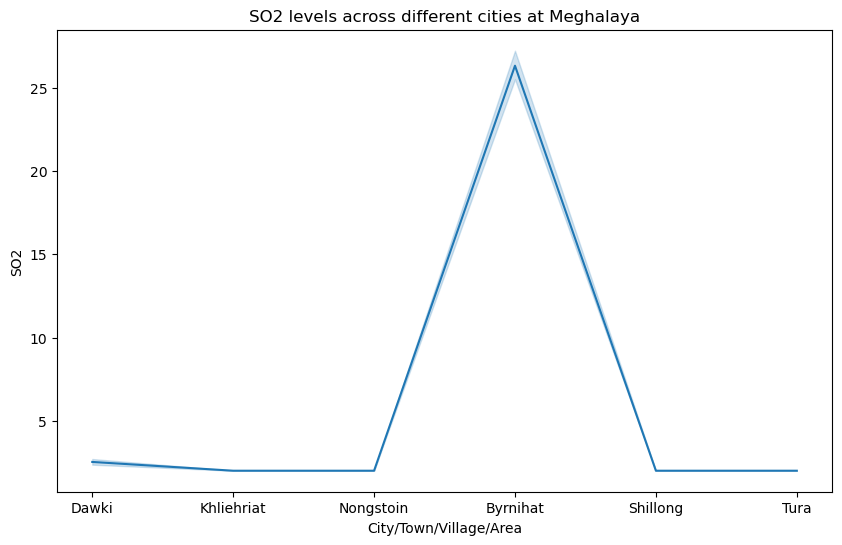 SO2 levels across different cities at Meghalaya
25
20
15
10
5
SO2
Dawki Khliehriat Nongstoin Byrnihat Shillong Tura
City/Town/Village/Area